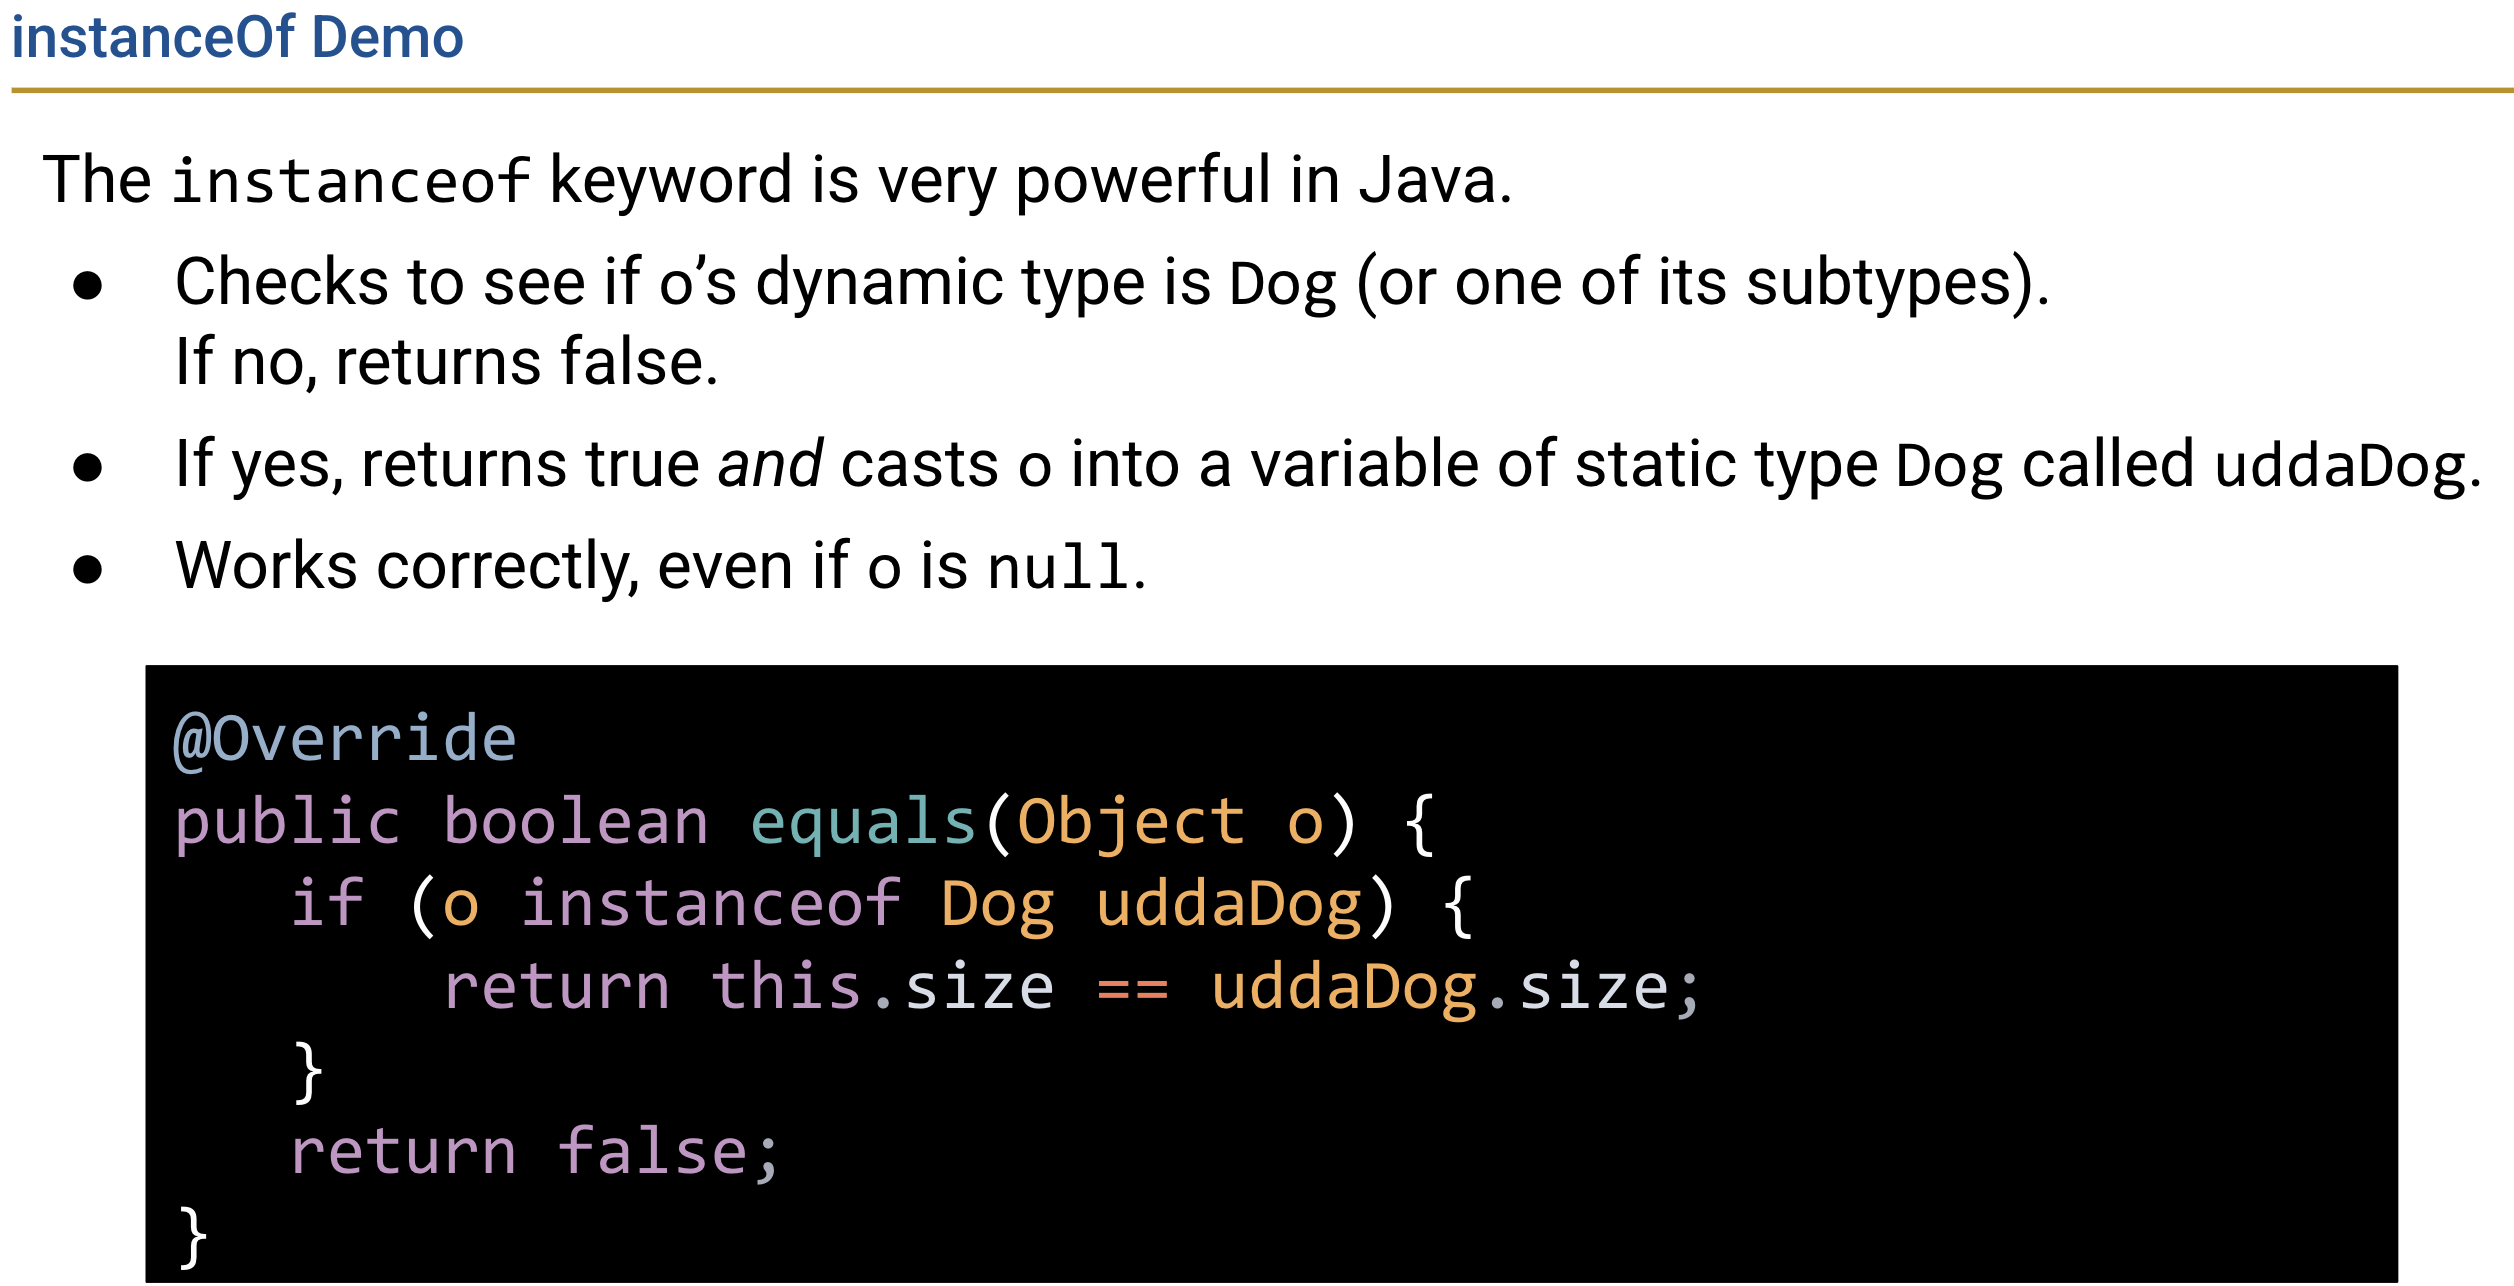 instanceOf Demo
The instanceof keyword is very powerful in Java.
● Checks to see if o’s dynamic type is Dog (or one of its subtypes).
If no, returns false.
● If yes, returns true and casts o into a variable of static type Dog called uddaDog.
● Works correctly, even if o is null.
@Override
public boolean equals(Object o) {
   if (o instanceof Dog uddaDog) {
       return this.size == uddaDog.size;
   }
   return false;
}